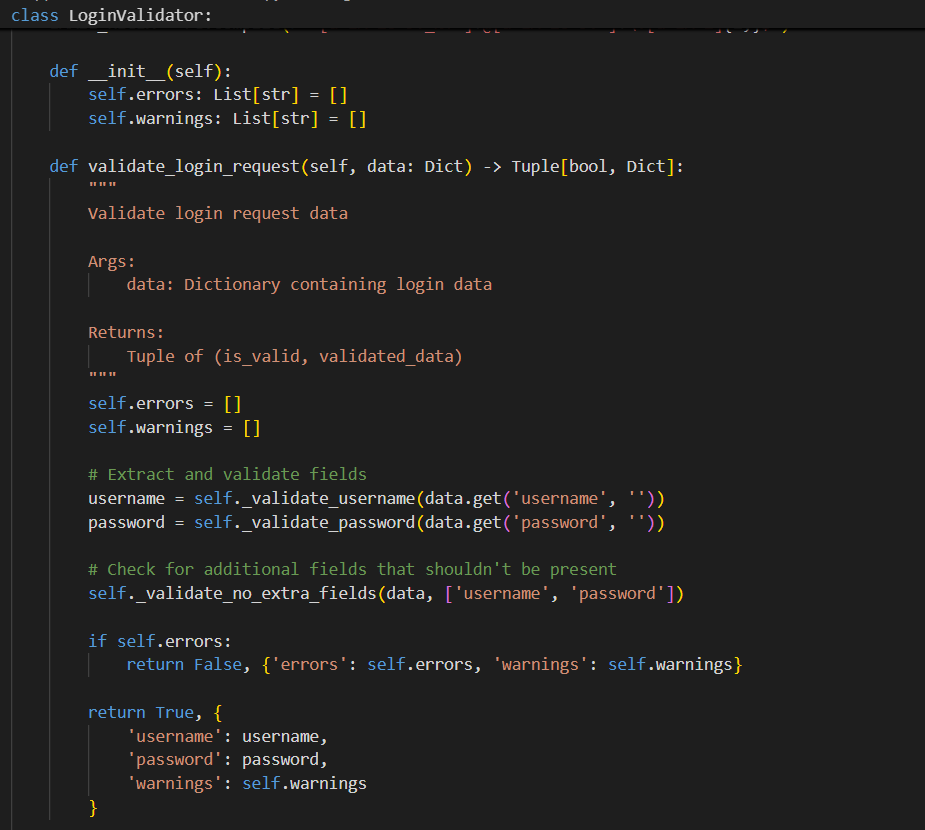 class LoginValidator:
    def __init__(self):
        self.errors: List[str] = []
        self.warnings: List[str] = []
    def validate_login_request(self, data: Dict) -> Tuple[bool, Dict]:
        """
        Validate login request data
        Args:
            data: Dictionary containing login data
        Returns:
            Tuple of (is_valid, validated_data)
        """
        self.errors = []
        self.warnings = []
        # Extract and validate fields
        username = self._validate_username(data.get('username', ''))
        password = self._validate_password(data.get('password', ''))
        # Check for additional fields that shouldn't be present
        self._validate_no_extra_fields(data, ['username', 'password'])
        if self.errors:
            return False, {'errors': self.errors, 'warnings': self.warnings}
        return True, {
            'username': username,
            'password': password,
            'warnings': self.warnings
        }